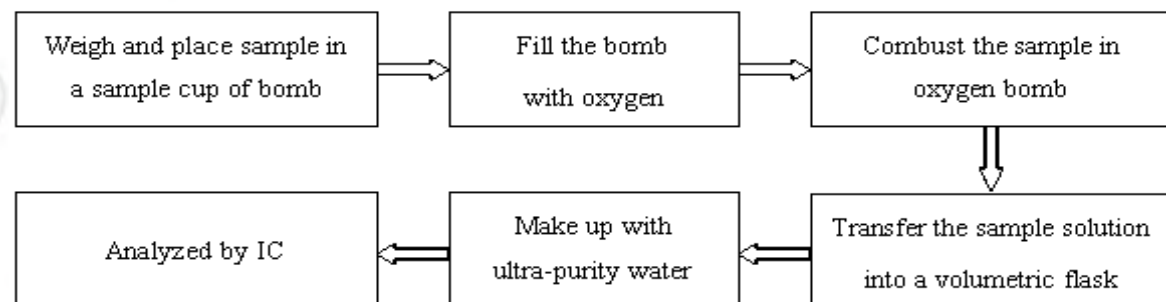 Weigh and place sample in
a sample cup of bomb
Fill the bomb
with oxygen
Combust the sample in
oxygen bomb
Transfer the sample solution
into a volumetric flask
Make up with
ultra-purity water
Analyzed by IC